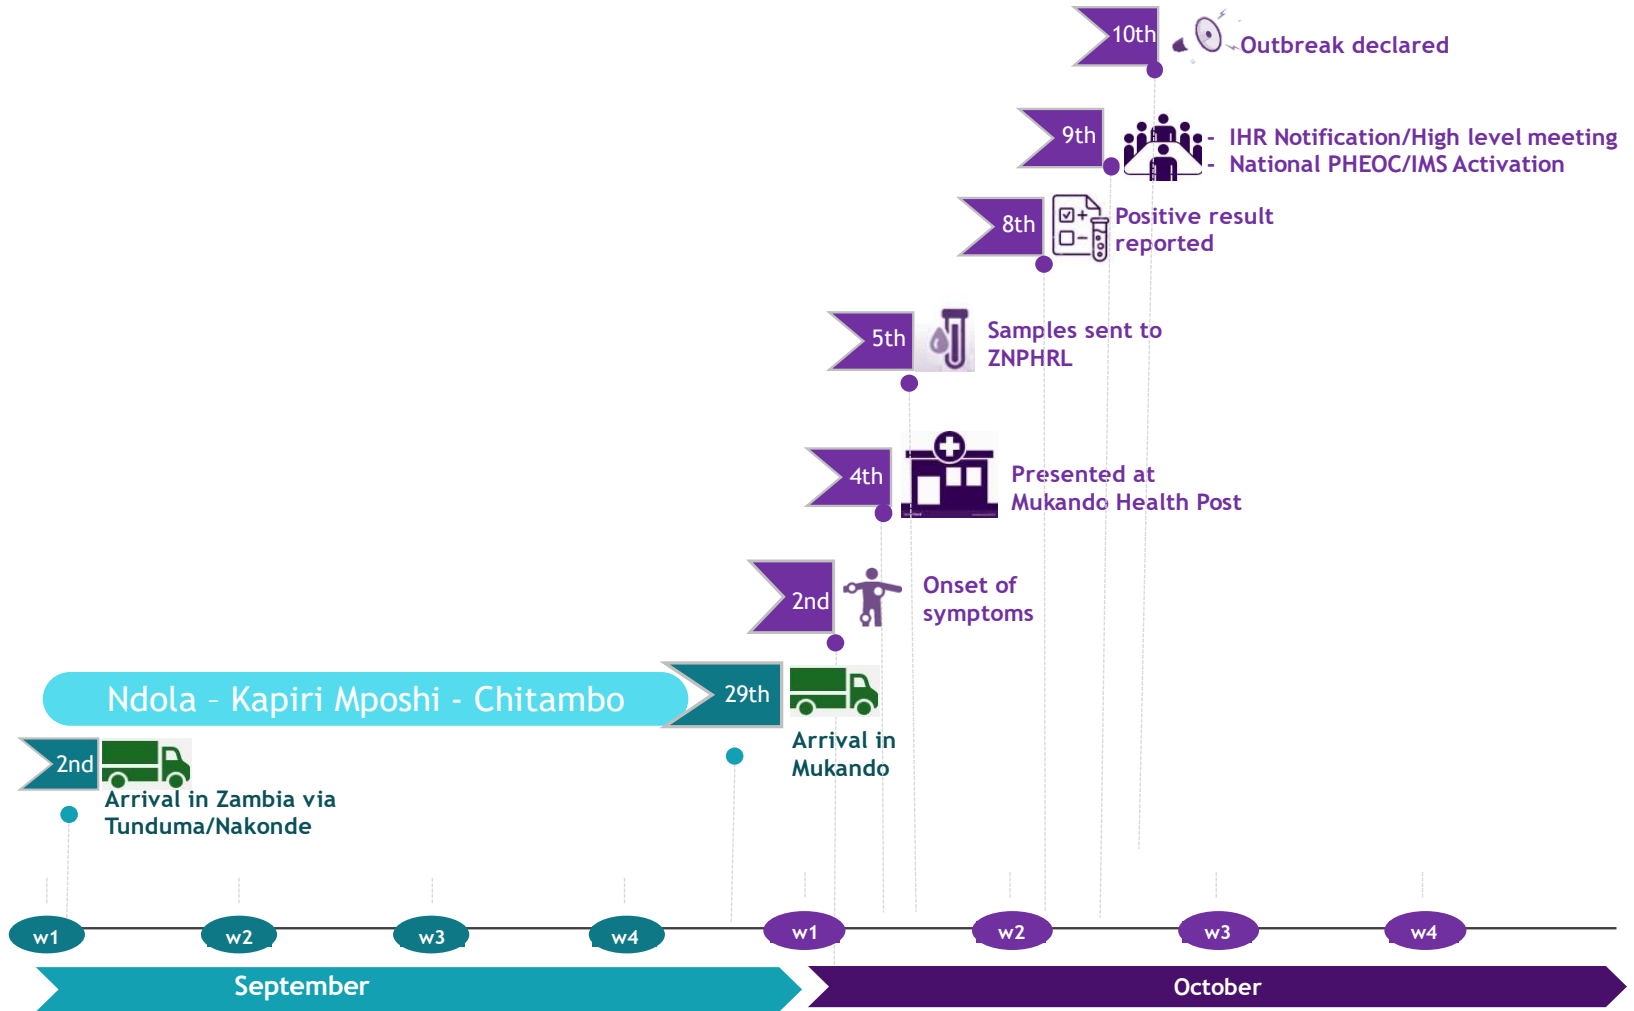 10th
Outbreak declared
9th
- IHR Notification/High level meeting
- National PHEOC/IMS Activation
8th
Positive result
reported
5th
Samples sent to
ZNPHRL
4th
Presented at
Mukando Health Post
2nd
Onset of
symptoms
Ndola – Kapiri Mposhi - Chitambo
29th
Arrival in
Mukando
2nd
Arrival in Zambia via
Tunduma/Nakonde
w1 w2 w3 w4 w1 w2 w3 w4
September October